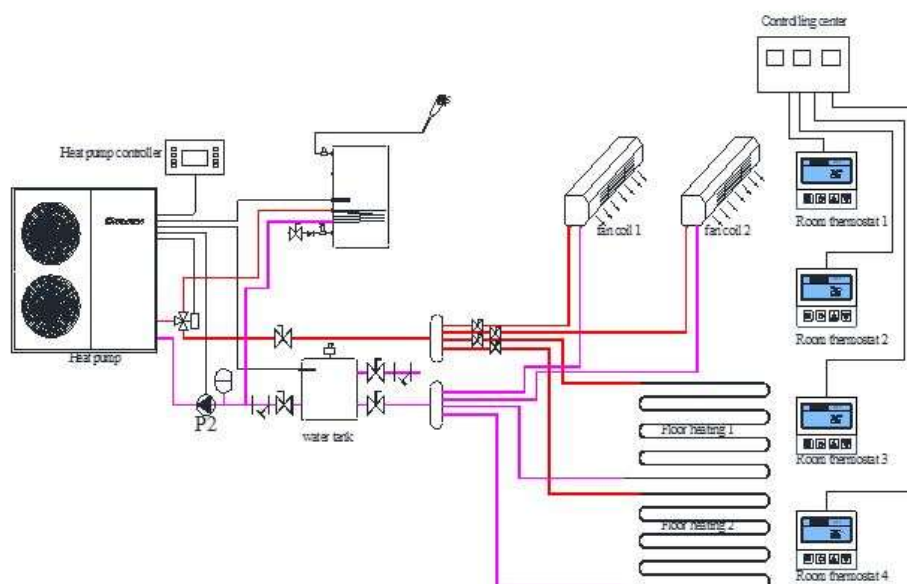 Controlling center
Heat pump controller
Room thermostat 1
fan coil 1
fan coil 2
Room thermostat 2
Heat pump
P2
water tank
Floor heating 1
Room thermostat 3
Floor heating 2
Room thermostat 4